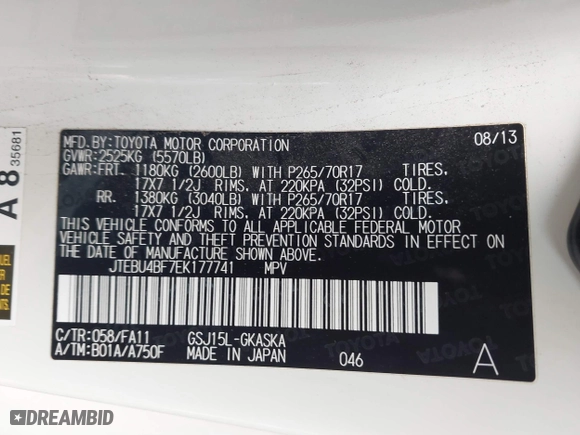 MFD.BY:TOYOTA MOTOR CORPORATION 08/13
GVWR:2525KG (5570LB)
GAWR:FRT. 1180KG (2600LB) WITH P265/70R17 TIRES.
17X7 1/2J RIMS. AT 220KPA (32PSI) COLD.
RR. 1380KG (3040LB) WITH P265/70R17 TIRES.
17X7 1/2J RIMS. AT 220KPA (32PSI) COLD.
THIS VEHICLE CONFORMS TO ALL APPLICABLE FEDERAL MOTOR
VEHICLE SAFETY AND THEFT PREVENTION STANDARDS IN EFFECT ON
THE DATE OF MANUFACTURE SHOWN ABOVE.
JTEBU4BF7EK177741 MPV
C/TR:058/FA11 GSJ15L-GKASKA
A/TM:B01A/A750F MADE IN JAPAN 046 A
A 8 35681
UEL
DREAMBID